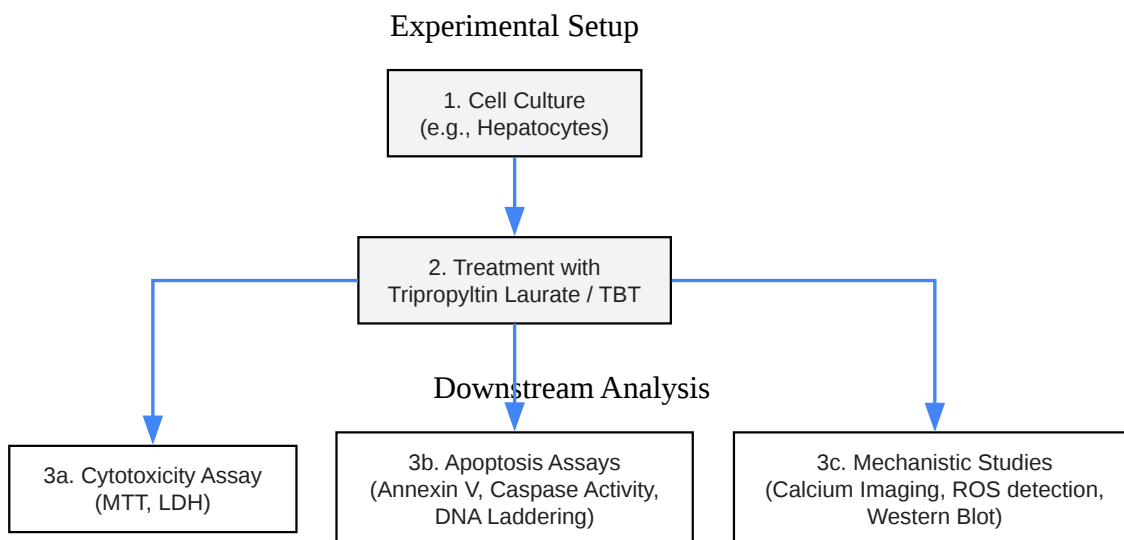 Experimental Setup
1. Cell Culture
(e.g., Hepatocytes)
2. Treatment with
Tripropyltin Laurate / TBT
Downstream Analysis
3a. Cytotoxicity Assay
(MTT, LDH)
3b. Apoptosis Assays
(Annexin V, Caspase Activity,
DNA Laddering)
3c. Mechanistic Studies
(Calcium Imaging, ROS detection,
Western Blot)